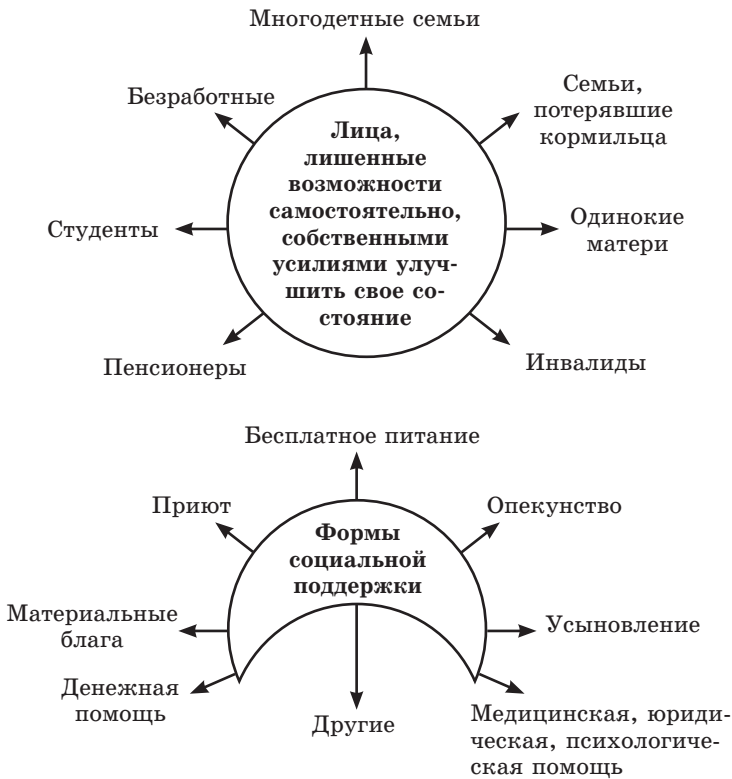 Многодетные семьи
Безработные
Семьи,
потерявшие
кормильца
Лица,
лишенные
возможности
самостоятельно,
собственными
усилиями улуч-
шить свое со-
стояние
Студенты
Одинокие
матери
Пенсионеры
Инвалиды
Бесплатное питание
Приют
Опекунство
Формы
социальной
поддержки
Материальные
блага
Усыновление
Денежная
помощь
Другие
Медицинская, юриди-
ческая, психологиче-
ская помощь